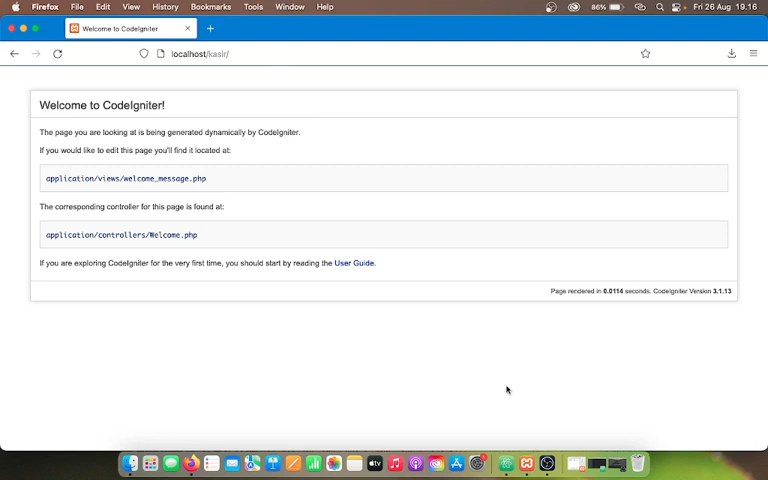 Firefox File Edit View History Bookmarks Tools Window Help 86% Fri 26 Aug 19.16
Welcome to CodeIgniter
localhost/kasir/
Welcome to CodeIgniter!
The page you are looking at is being generated dynamically by CodeIgniter.
If you would like to edit this page you'll find it located at:
application/views/welcome_message.php
The corresponding controller for this page is found at:
application/controllers/Welcome.php
If you are exploring CodeIgniter for the very first time, you should start by reading the User Guide.
Page rendered in 0.0114 seconds. CodeIgniter Version 3.1.13